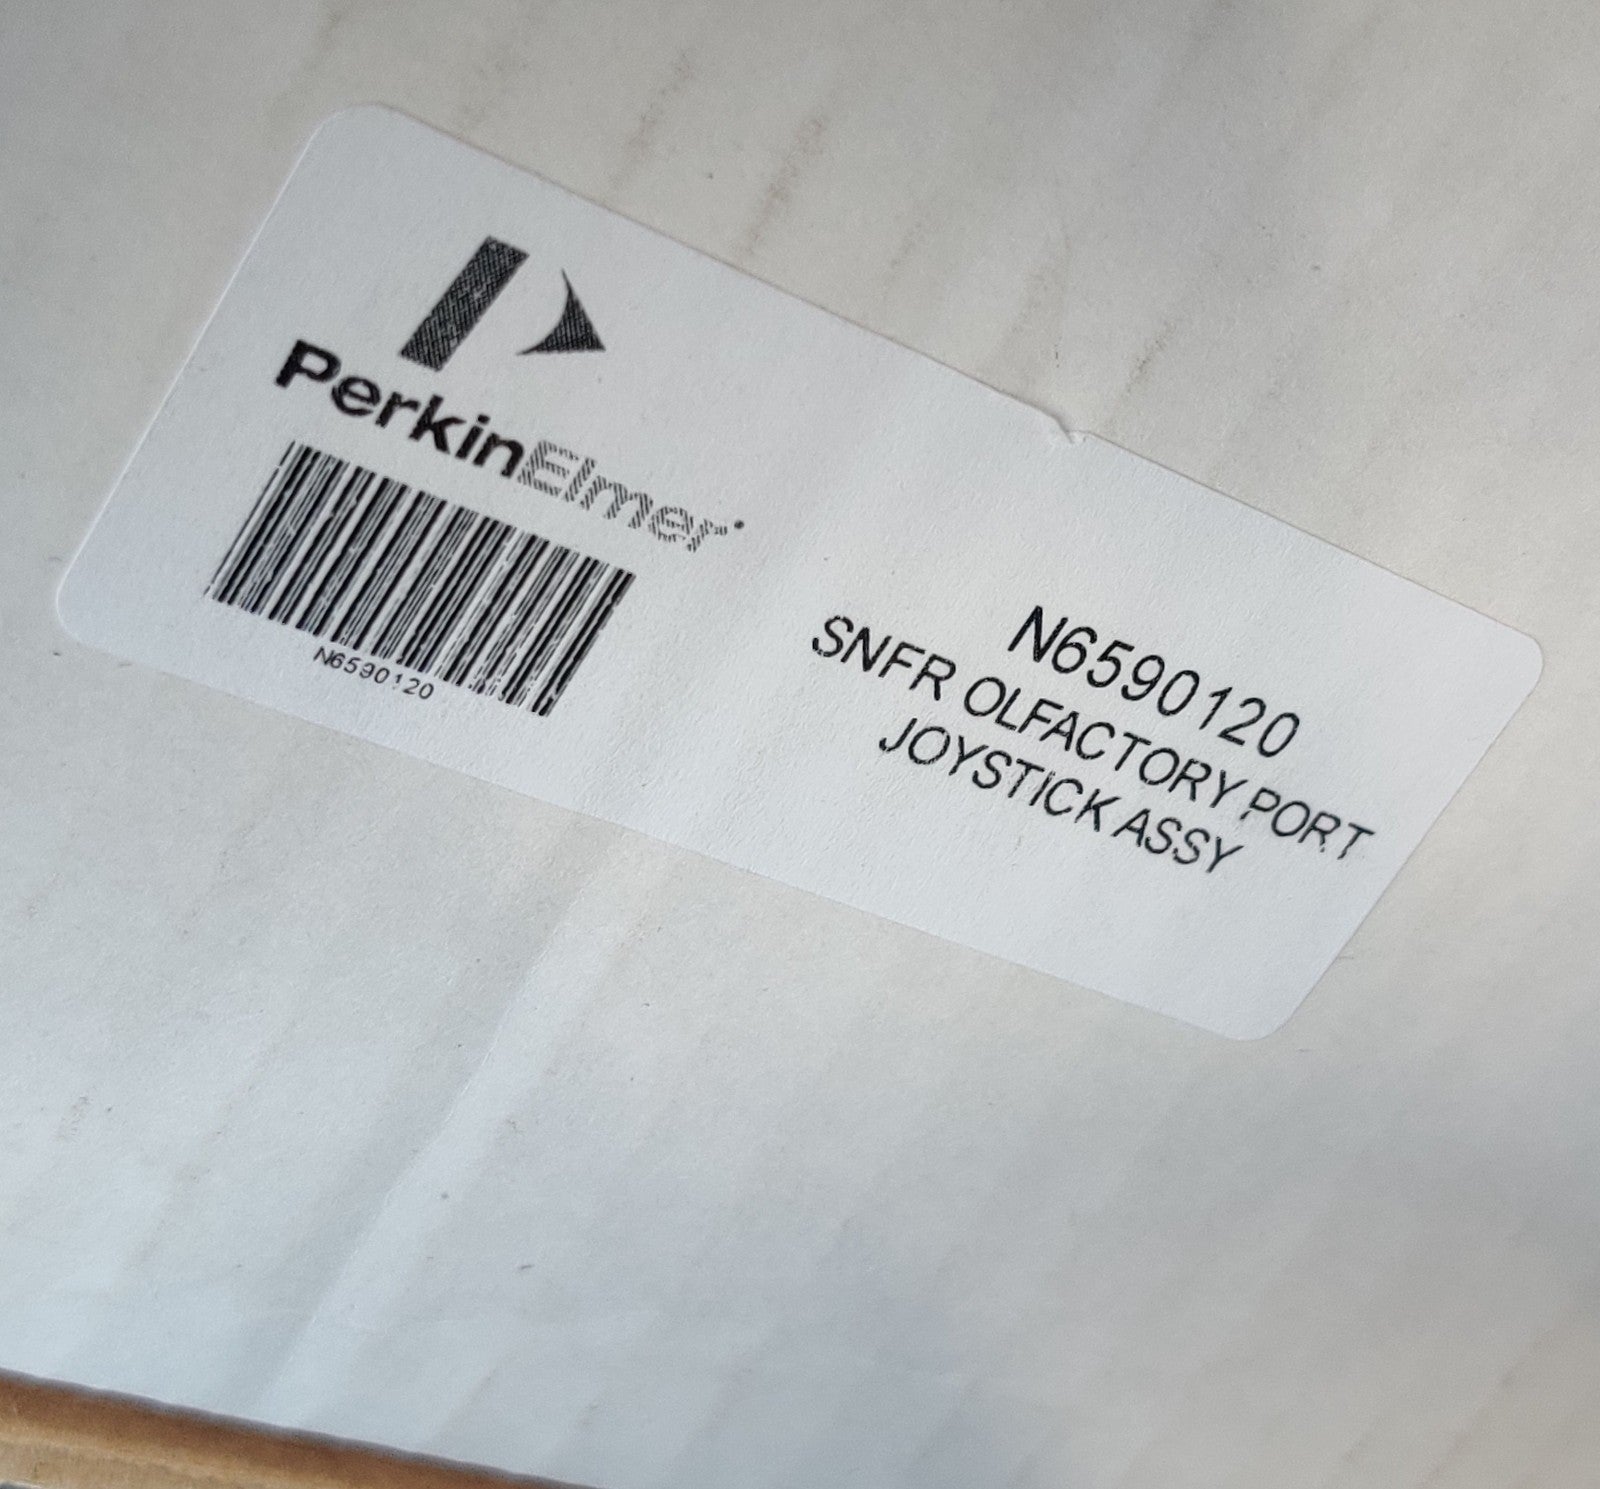 PerkinElmer
N6590120
N6590120
SNFR OLFACTORY PORT
JOYSTICK ASSY